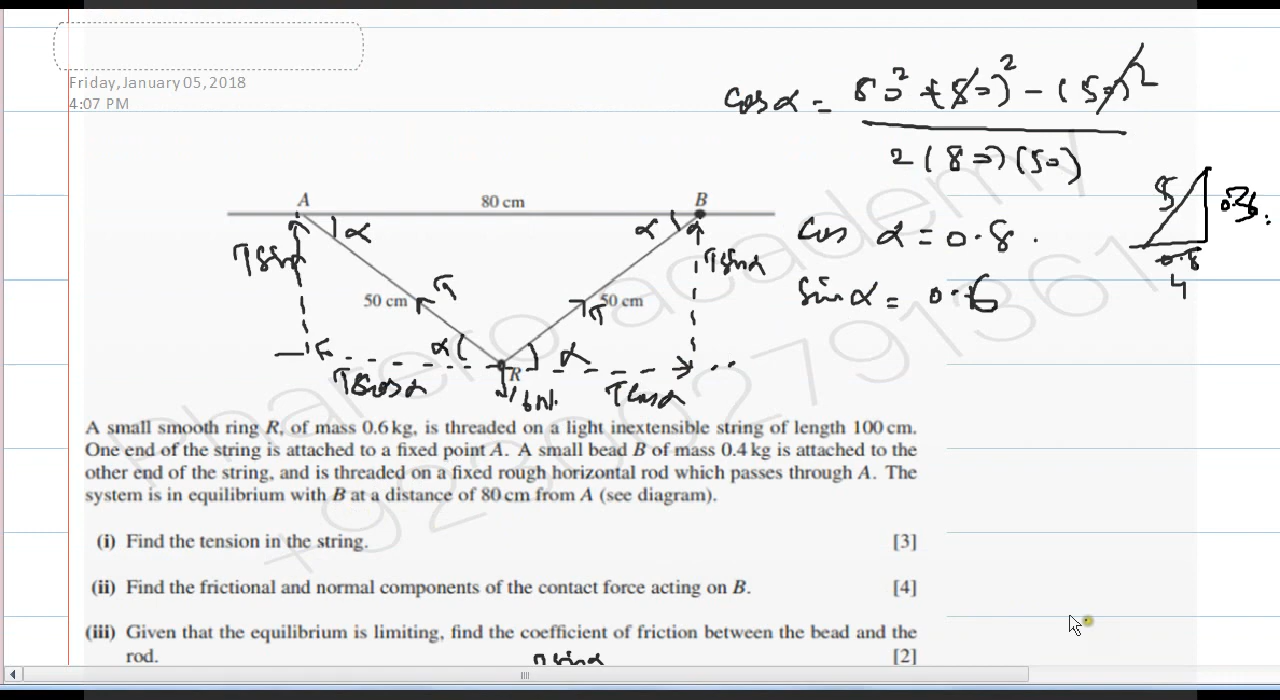 Friday,January 05,2018
4:07 PM
cos α = 50² + (80)² - (50)²
2 (80)(50)
cos α = 0.8 .
sin α = 0.6
5
0.8
4
A 80 cm B
α α
T sin α T sin α
50 cm T 50 cm T
α α
T cos α R T cos α
6N.
A small smooth ring R, of mass 0.6 kg, is threaded on a light inextensible string of length 100 cm.
One end of the string is attached to a fixed point A. A small bead B of mass 0.4 kg is attached to the
other end of the string, and is threaded on a fixed rough horizontal rod which passes through A. The
system is in equilibrium with B at a distance of 80 cm from A (see diagram).
(i) Find the tension in the string. [3]
(ii) Find the frictional and normal components of the contact force acting on B. [4]
(iii) Given that the equilibrium is limiting, find the coefficient of friction between the bead and the
rod. [2]
Pharero academy
+923002791361